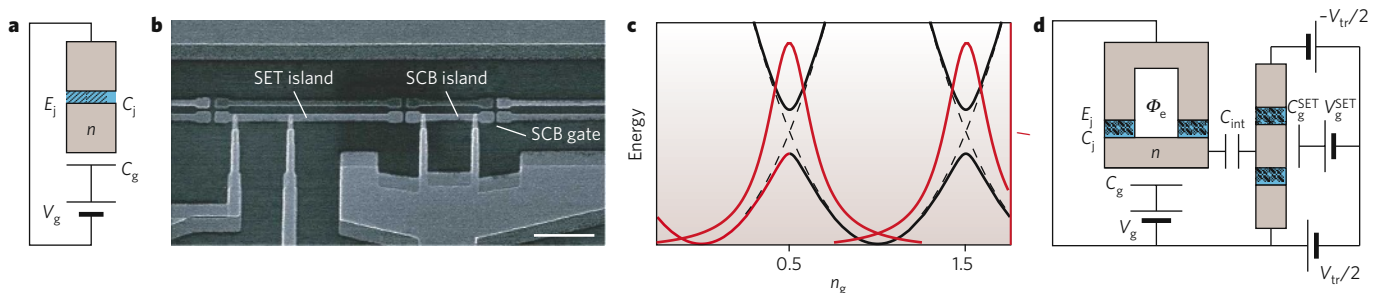 a
E_j
C_j
n
C_g
V_g
b
SET island
SCB island
SCB gate
c
Energy
I
0.5
1.5
n_g
d
–V_tr/2
E_j
C_j
Φ_e
n
C_int
C_g^SET
V_g^SET
C_g
V_g
V_tr/2